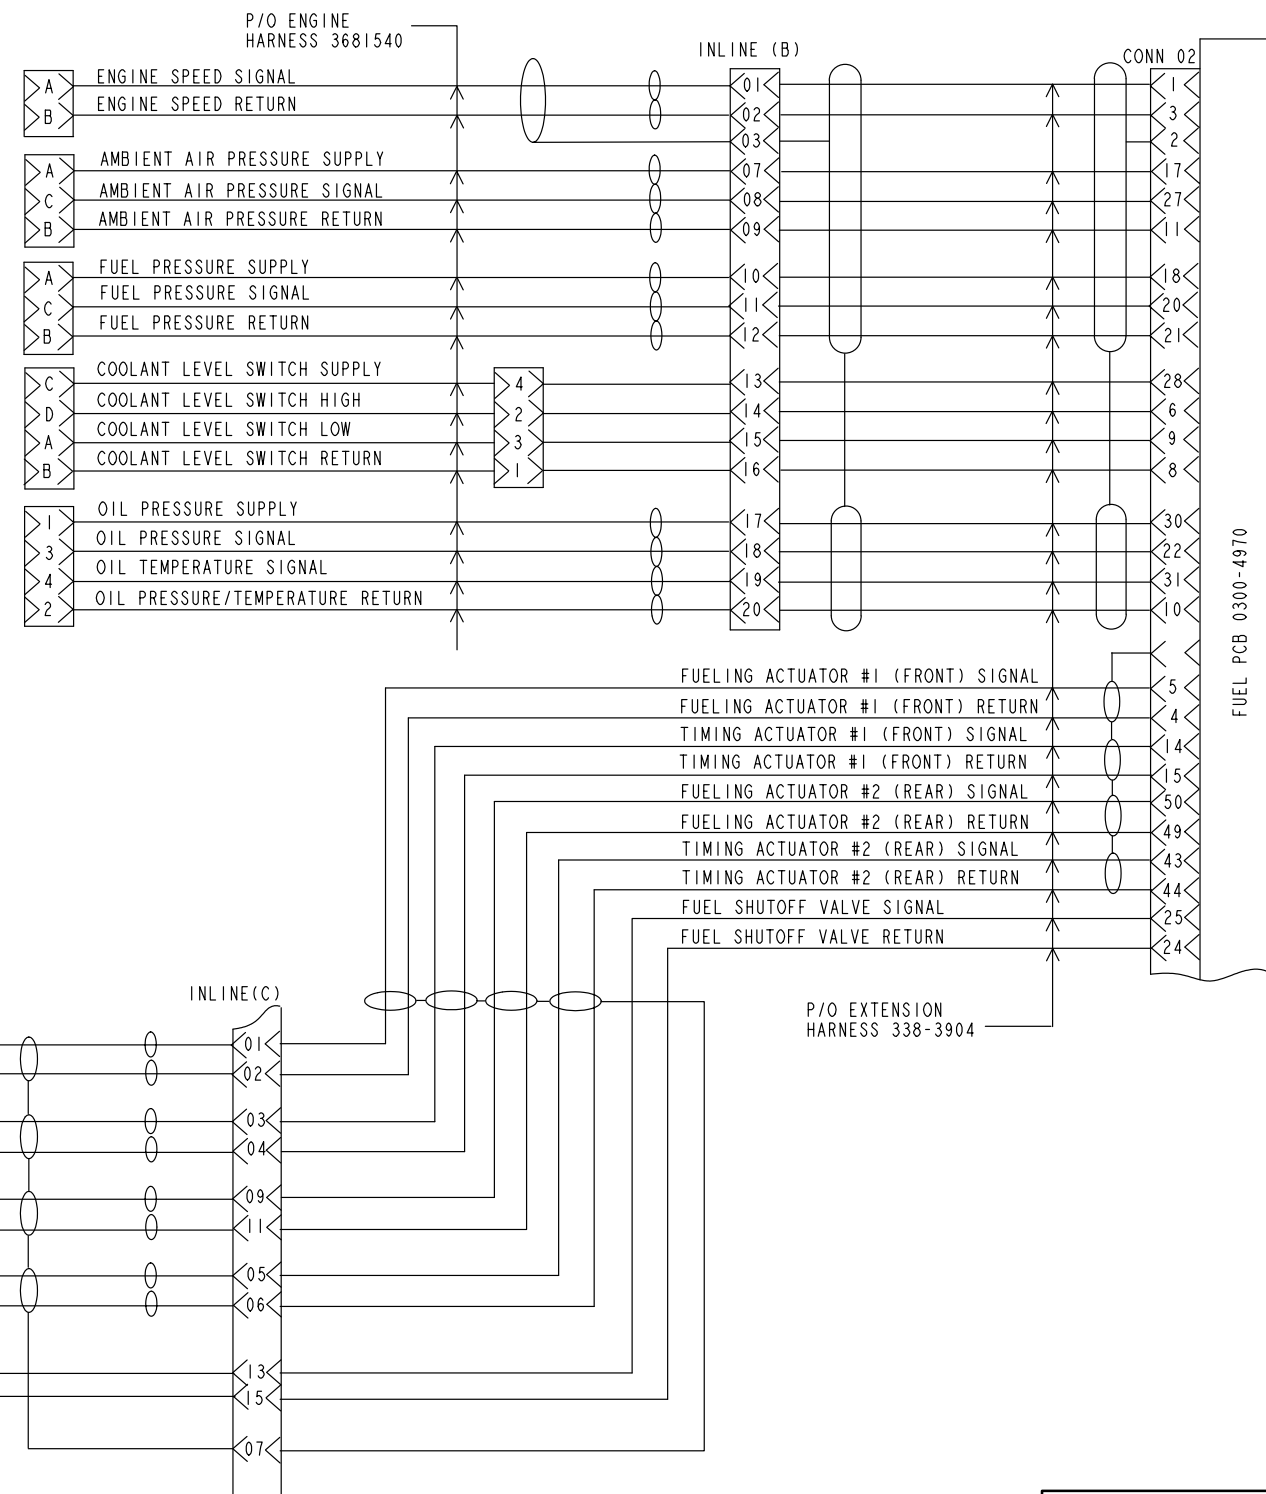 P/O ENGINE
HARNESS 3681540
INLINE (B)
CONN 02
A ENGINE SPEED SIGNAL 01 1
B ENGINE SPEED RETURN 02 3
03 2
A AMBIENT AIR PRESSURE SUPPLY 07 17
C AMBIENT AIR PRESSURE SIGNAL 08 27
B AMBIENT AIR PRESSURE RETURN 09 11
A FUEL PRESSURE SUPPLY 10 18
C FUEL PRESSURE SIGNAL 11 20
B FUEL PRESSURE RETURN 12 21
C COOLANT LEVEL SWITCH SUPPLY 4 13 28
D COOLANT LEVEL SWITCH HIGH 2 14 6
A COOLANT LEVEL SWITCH LOW 3 15 9
B COOLANT LEVEL SWITCH RETURN 1 16 8
1 OIL PRESSURE SUPPLY 17 30
3 OIL PRESSURE SIGNAL 18 22
4 OIL TEMPERATURE SIGNAL 19 31
2 OIL PRESSURE/TEMPERATURE RETURN 20 10
FUEL PCB 0300-4970
FUELING ACTUATOR #1 (FRONT) SIGNAL 5
FUELING ACTUATOR #1 (FRONT) RETURN 4
TIMING ACTUATOR #1 (FRONT) SIGNAL 14
TIMING ACTUATOR #1 (FRONT) RETURN 15
FUELING ACTUATOR #2 (REAR) SIGNAL 50
FUELING ACTUATOR #2 (REAR) RETURN 49
TIMING ACTUATOR #2 (REAR) SIGNAL 43
TIMING ACTUATOR #2 (REAR) RETURN 44
FUEL SHUTOFF VALVE SIGNAL 25
FUEL SHUTOFF VALVE RETURN 24
P/O EXTENSION
HARNESS 338-3904
INLINE(C)
01
02
03
04
09
11
05
06
13
15
07